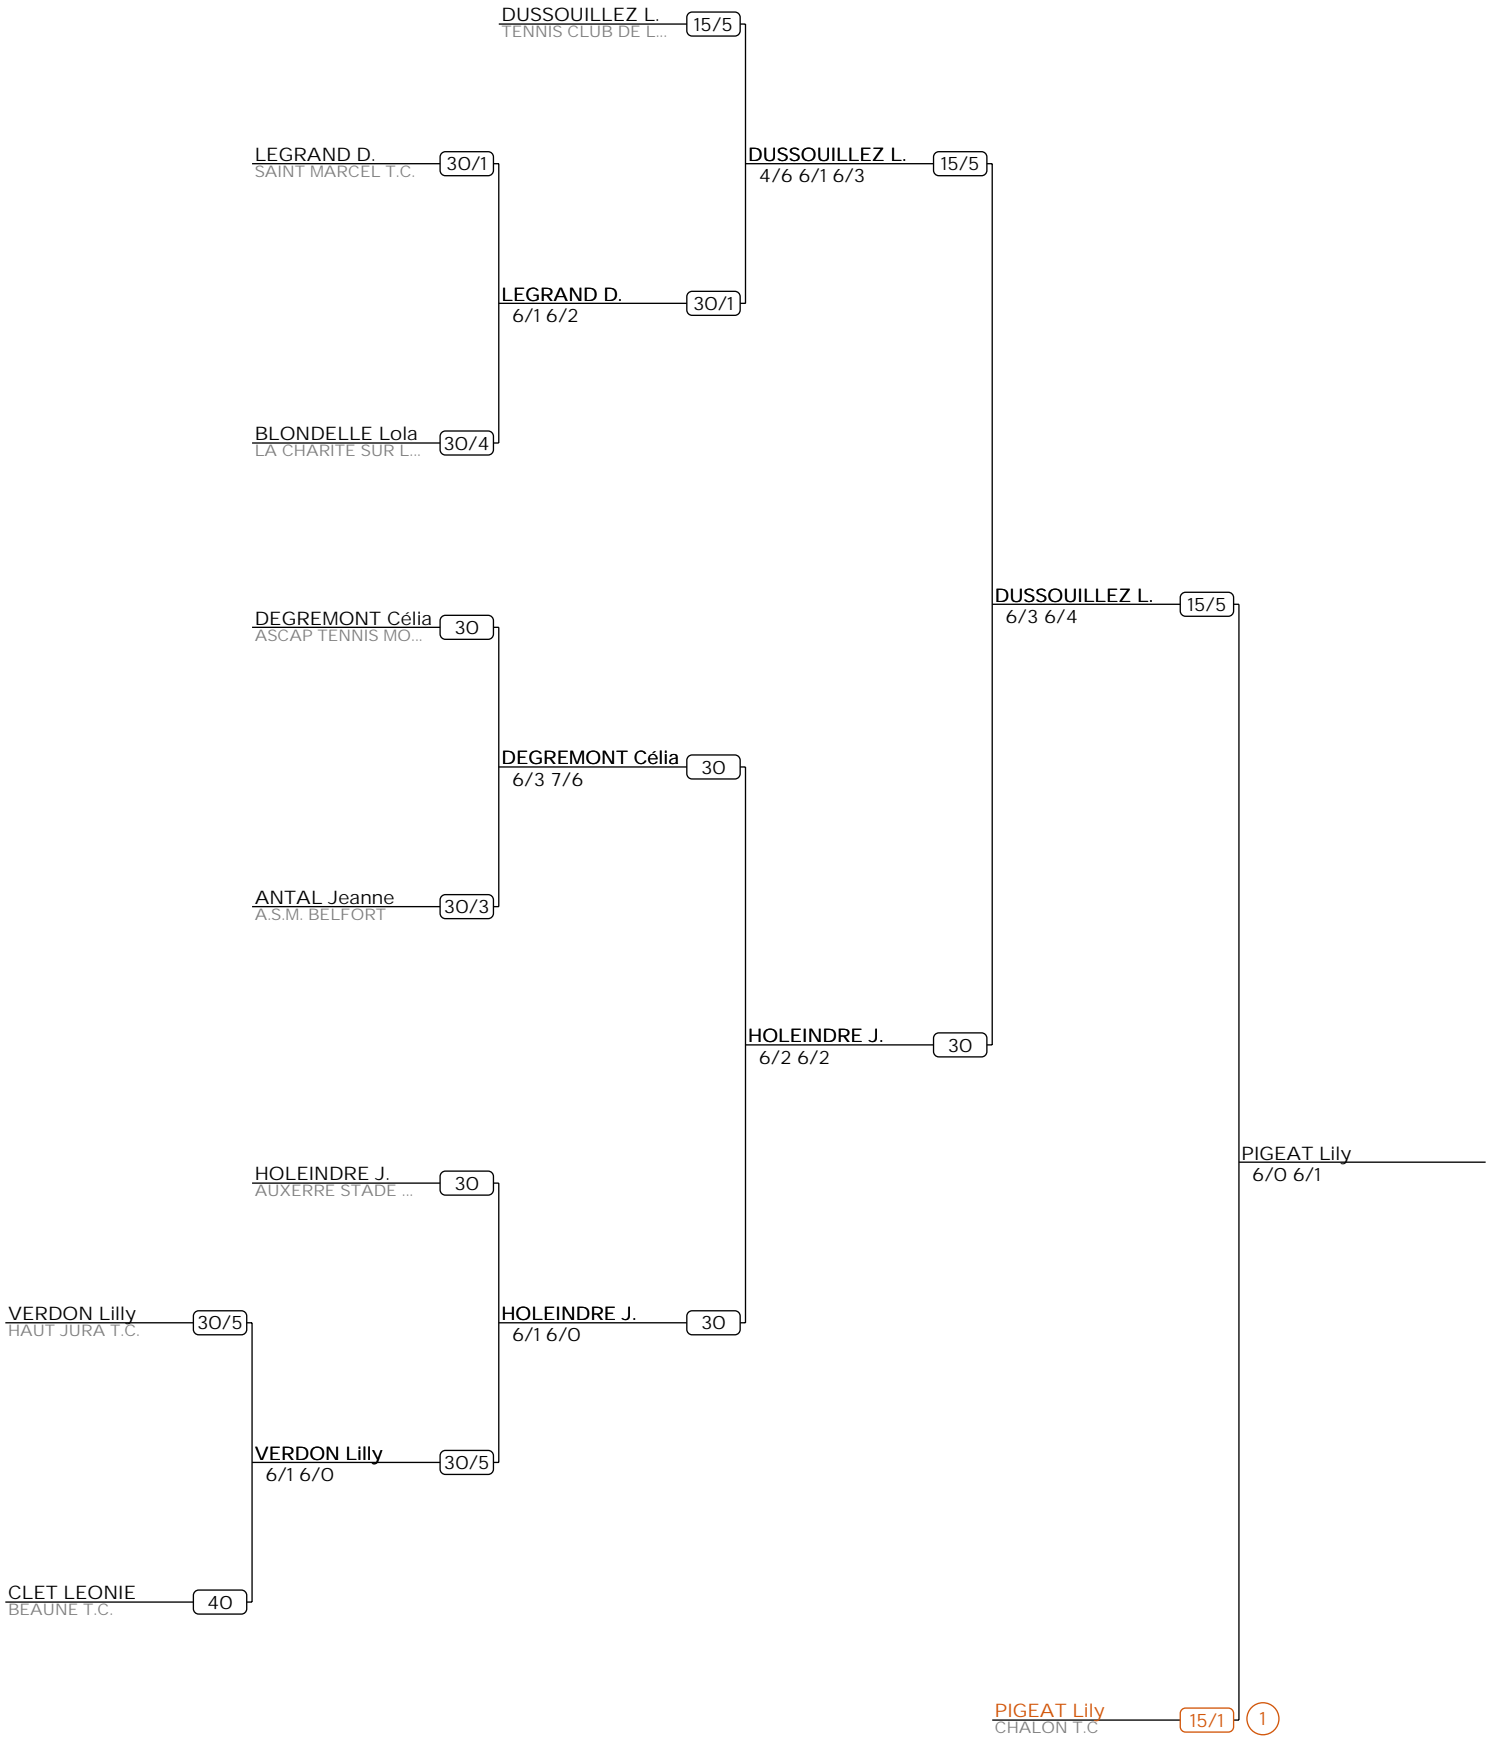 DUSSOUILLEZ L.
15/5
TENNIS CLUB DE L...
LEGRAND D.
30/1
SAINT MARCEL T.C.
DUSSOUILLEZ L.
15/5
4/6 6/1 6/3
LEGRAND D.
30/1
6/1 6/2
BLONDELLE Lola
30/4
LA CHARITE SUR L...
DUSSOUILLEZ L.
15/5
6/3 6/4
DEGREMONT Célia
30
ASCAP TENNIS MO...
DEGREMONT Célia
30
6/3 7/6
ANTAL Jeanne
30/3
A.S.M. BELFORT
HOLEINDRE J.
30
6/2 6/2
PIGEAT Lily
6/0 6/1
HOLEINDRE J.
30
AUXERRE STADE ...
VERDON Lilly
30/5
HAUT JURA T.C.
HOLEINDRE J.
30
6/1 6/0
VERDON Lilly
30/5
6/1 6/0
CLET LEONIE
40
BEAUNE T.C.
PIGEAT Lily
15/1
1
CHALON T.C